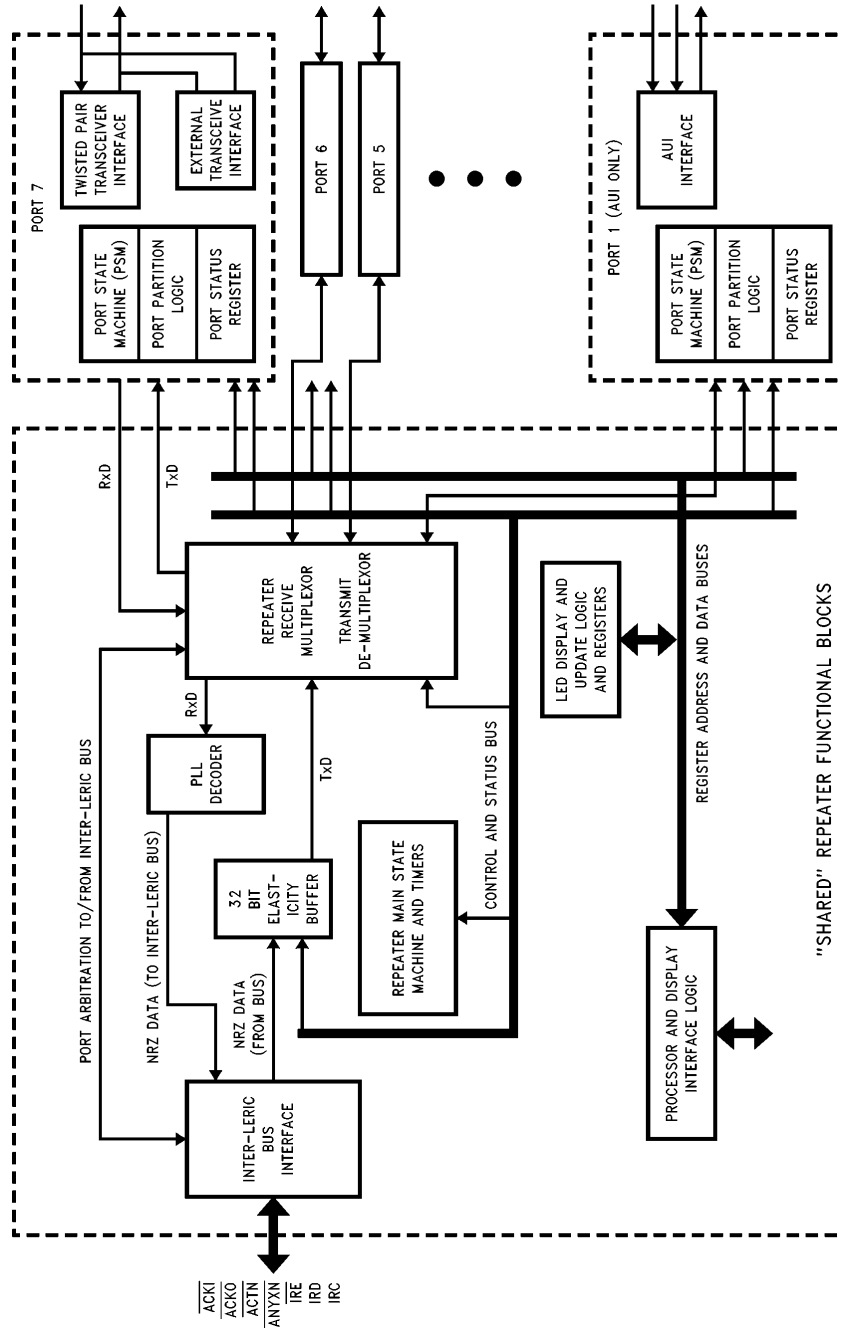 PORT 7
TWISTED PAIR
TRANSCEIVER
INTERFACE
EXTERNAL
TRANSCEIVE
INTERFACE
PORT STATE
MACHINE (PSM)
PORT PARTITION
LOGIC
PORT STATUS
REGISTER
PORT 6
PORT 5
PORT 1 (AUI ONLY)
AUI
INTERFACE
PORT STATE
MACHINE (PSM)
PORT PARTITION
LOGIC
PORT STATUS
REGISTER
RxD
TxD
REPEATER
RECEIVE
MULTIPLEXOR
TRANSMIT
DE-MULTIPLEXOR
PORT ARBITRATION TO/FROM INTER-LERIC BUS
RxD
PLL
DECODER
NRZ DATA (TO INTER-LERIC BUS)
TxD
32
BIT
ELAST-
ICITY
BUFFER
NRZ DATA
(FROM BUS)
REPEATER MAIN STATE
MACHINE AND TIMERS
CONTROL AND STATUS BUS
LED DISPLAY AND
UPDATE LOGIC
AND REGISTERS
REGISTER ADDRESS AND DATA BUSES
PROCESSOR AND DISPLAY
INTERFACE LOGIC
INTER-LERIC
BUS
INTERFACE
ACKI
ACKO
ACTN
ANYXN
IRE
IRD
IRC
"SHARED" REPEATER FUNCTIONAL BLOCKS